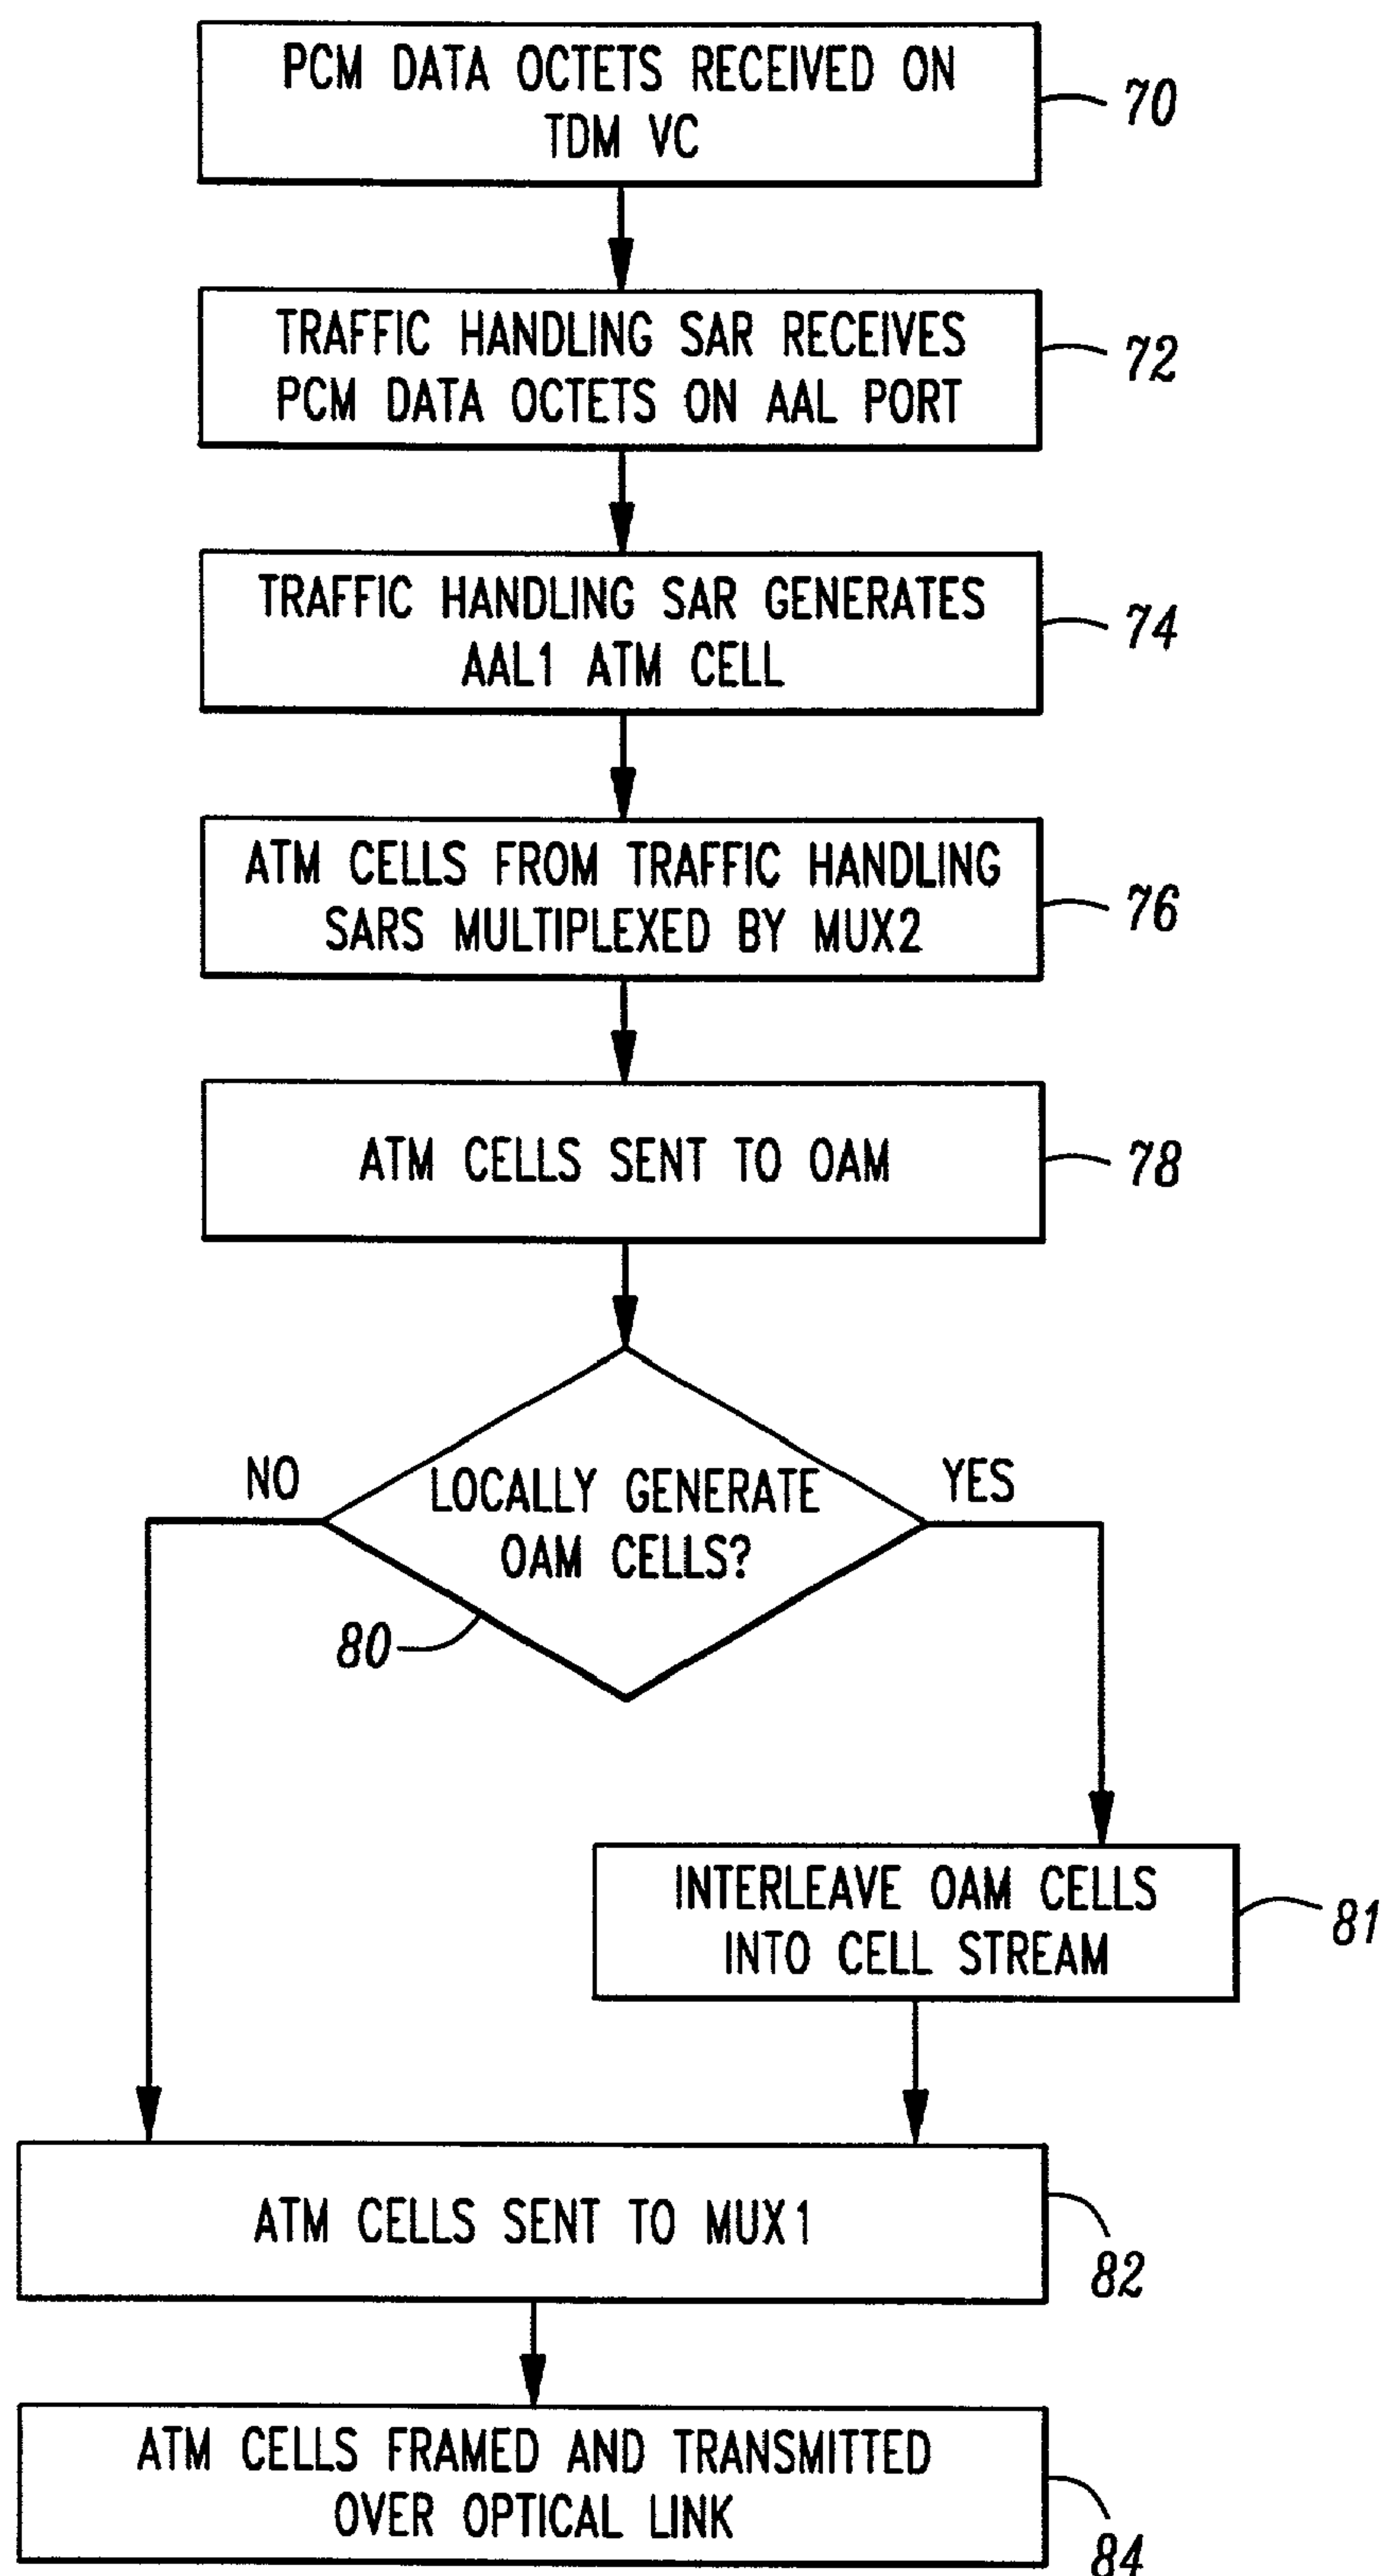 PCM DATA OCTETS RECEIVED ON
TDM VC
70
TRAFFIC HANDLING SAR RECEIVES
PCM DATA OCTETS ON AAL PORT
72
TRAFFIC HANDLING SAR GENERATES
AAL1 ATM CELL
74
ATM CELLS FROM TRAFFIC HANDLING
SARS MULTIPLEXED BY MUX2
76
ATM CELLS SENT TO OAM
78
NO
LOCALLY GENERATE
OAM CELLS?
YES
80
INTERLEAVE OAM CELLS
INTO CELL STREAM
81
ATM CELLS SENT TO MUX1
82
ATM CELLS FRAMED AND TRANSMITTED
OVER OPTICAL LINK
84